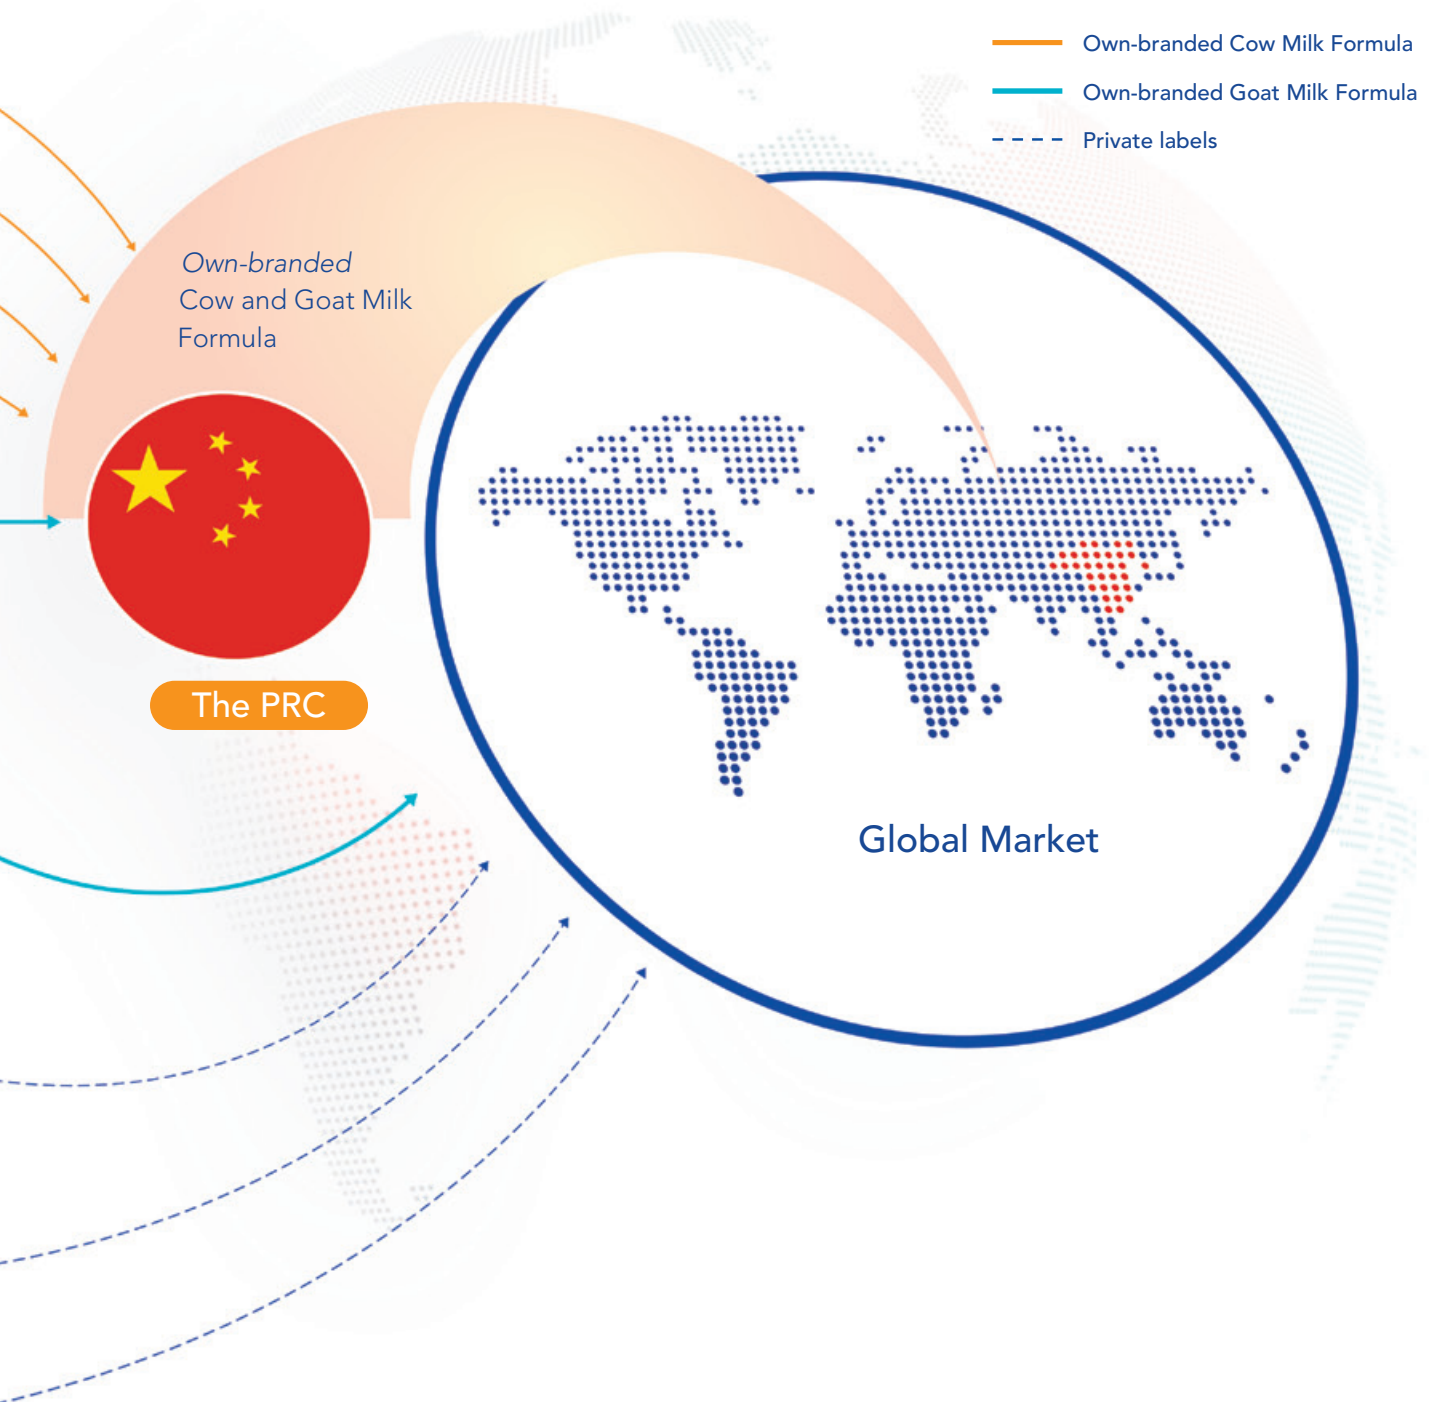 Own-branded Cow Milk Formula
Own-branded Goat Milk Formula
Private labels
Own-branded
Cow and Goat Milk
Formula
The PRC
Global Market